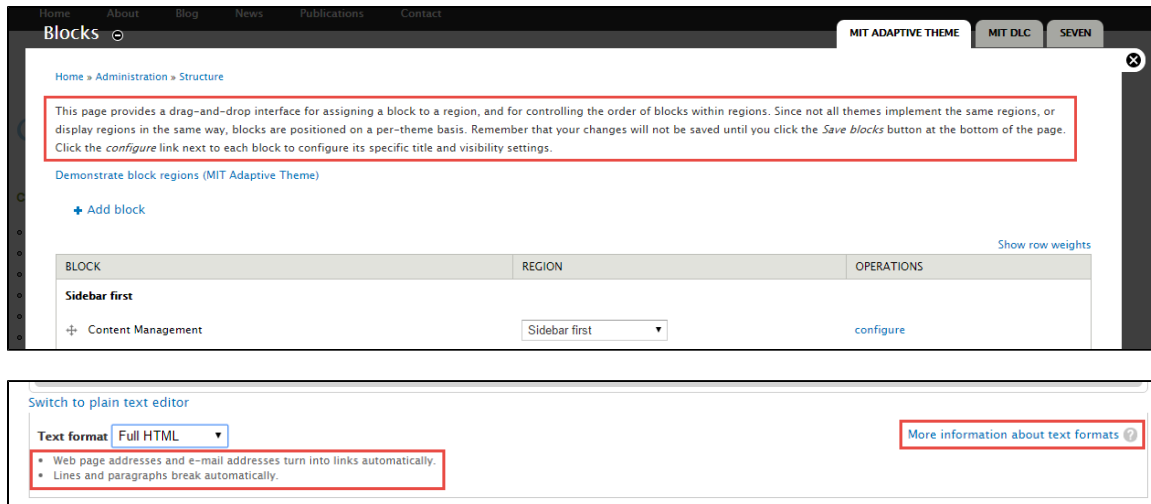 Home About Blog News Publications Contact
Blocks
MIT ADAPTIVE THEME MIT DLC SEVEN
Home » Administration » Structure
This page provides a drag-and-drop interface for assigning a block to a region, and for controlling the order of blocks within regions. Since not all themes implement the same regions, or
display regions in the same way, blocks are positioned on a per-theme basis. Remember that your changes will not be saved until you click the Save blocks button at the bottom of the page.
Click the configure link next to each block to configure its specific title and visibility settings.
Demonstrate block regions (MIT Adaptive Theme)
+ Add block
Show row weights
BLOCK REGION OPERATIONS
Sidebar first
Content Management Sidebar first configure
Switch to plain text editor
Text format Full HTML More information about text formats ?
• Web page addresses and e-mail addresses turn into links automatically.
• Lines and paragraphs break automatically.